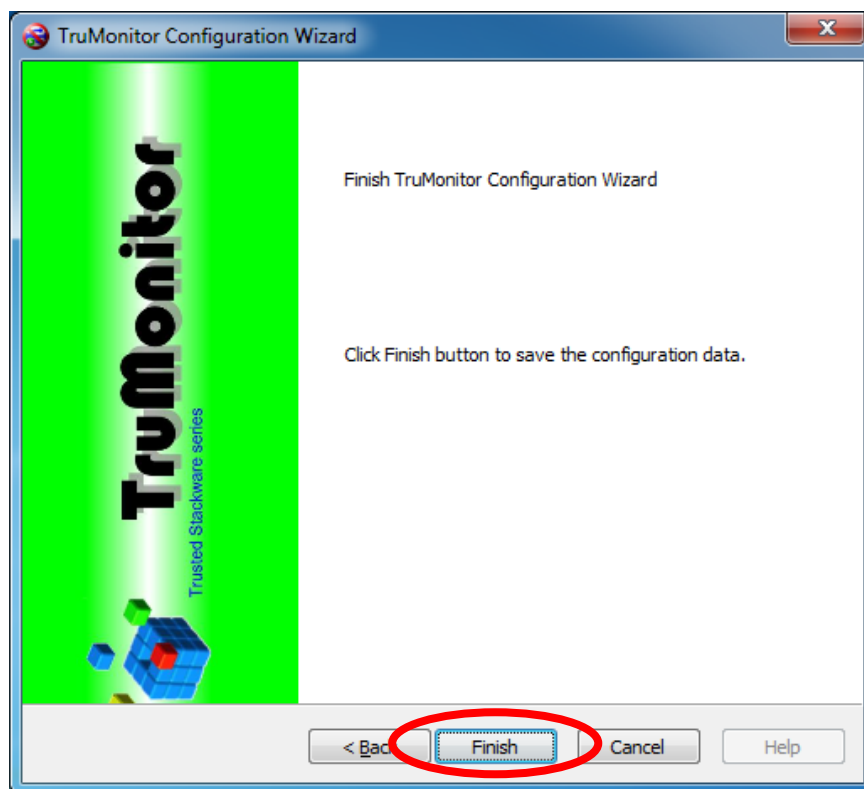 TruMonitor Configuration Wizard
TruMonitor
Trusted Stackware series
Finish TruMonitor Configuration Wizard
Click Finish button to save the configuration data.
< Back Finish Cancel Help